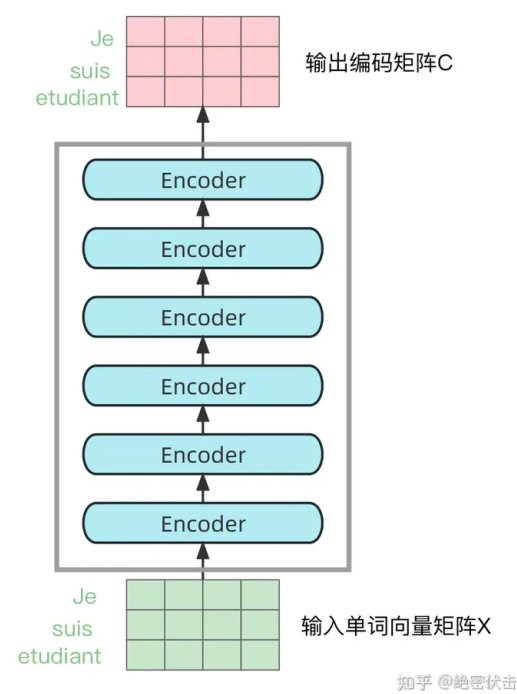 Je
suis
etudiant
输出编码矩阵C
Encoder
Encoder
Encoder
Encoder
Encoder
Encoder
Je
suis
etudiant
输入单词向量矩阵X
知乎 @绝密伏击